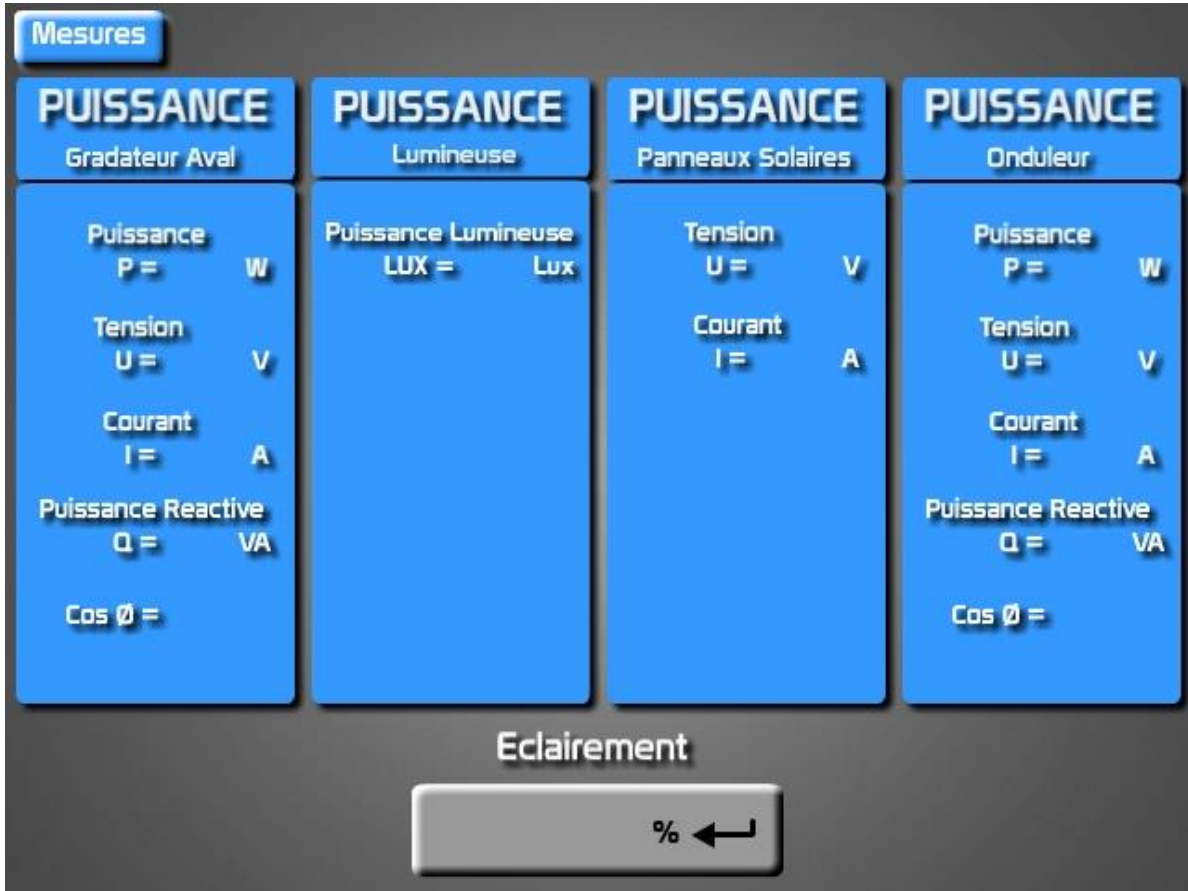 Mesures
PUISSANCE
Gradateur Aval
Puissance
P = W
Tension
U = V
Courant
I = A
Puissance Reactive
Q = VA
Cos Ø =
PUISSANCE
Lumineuse
Puissance Lumineuse
LUX = Lux
PUISSANCE
Panneaux Solaires
Tension
U = V
Courant
I = A
PUISSANCE
Onduleur
Puissance
P = W
Tension
U = V
Courant
I = A
Puissance Reactive
Q = VA
Cos Ø =
Eclairement
%